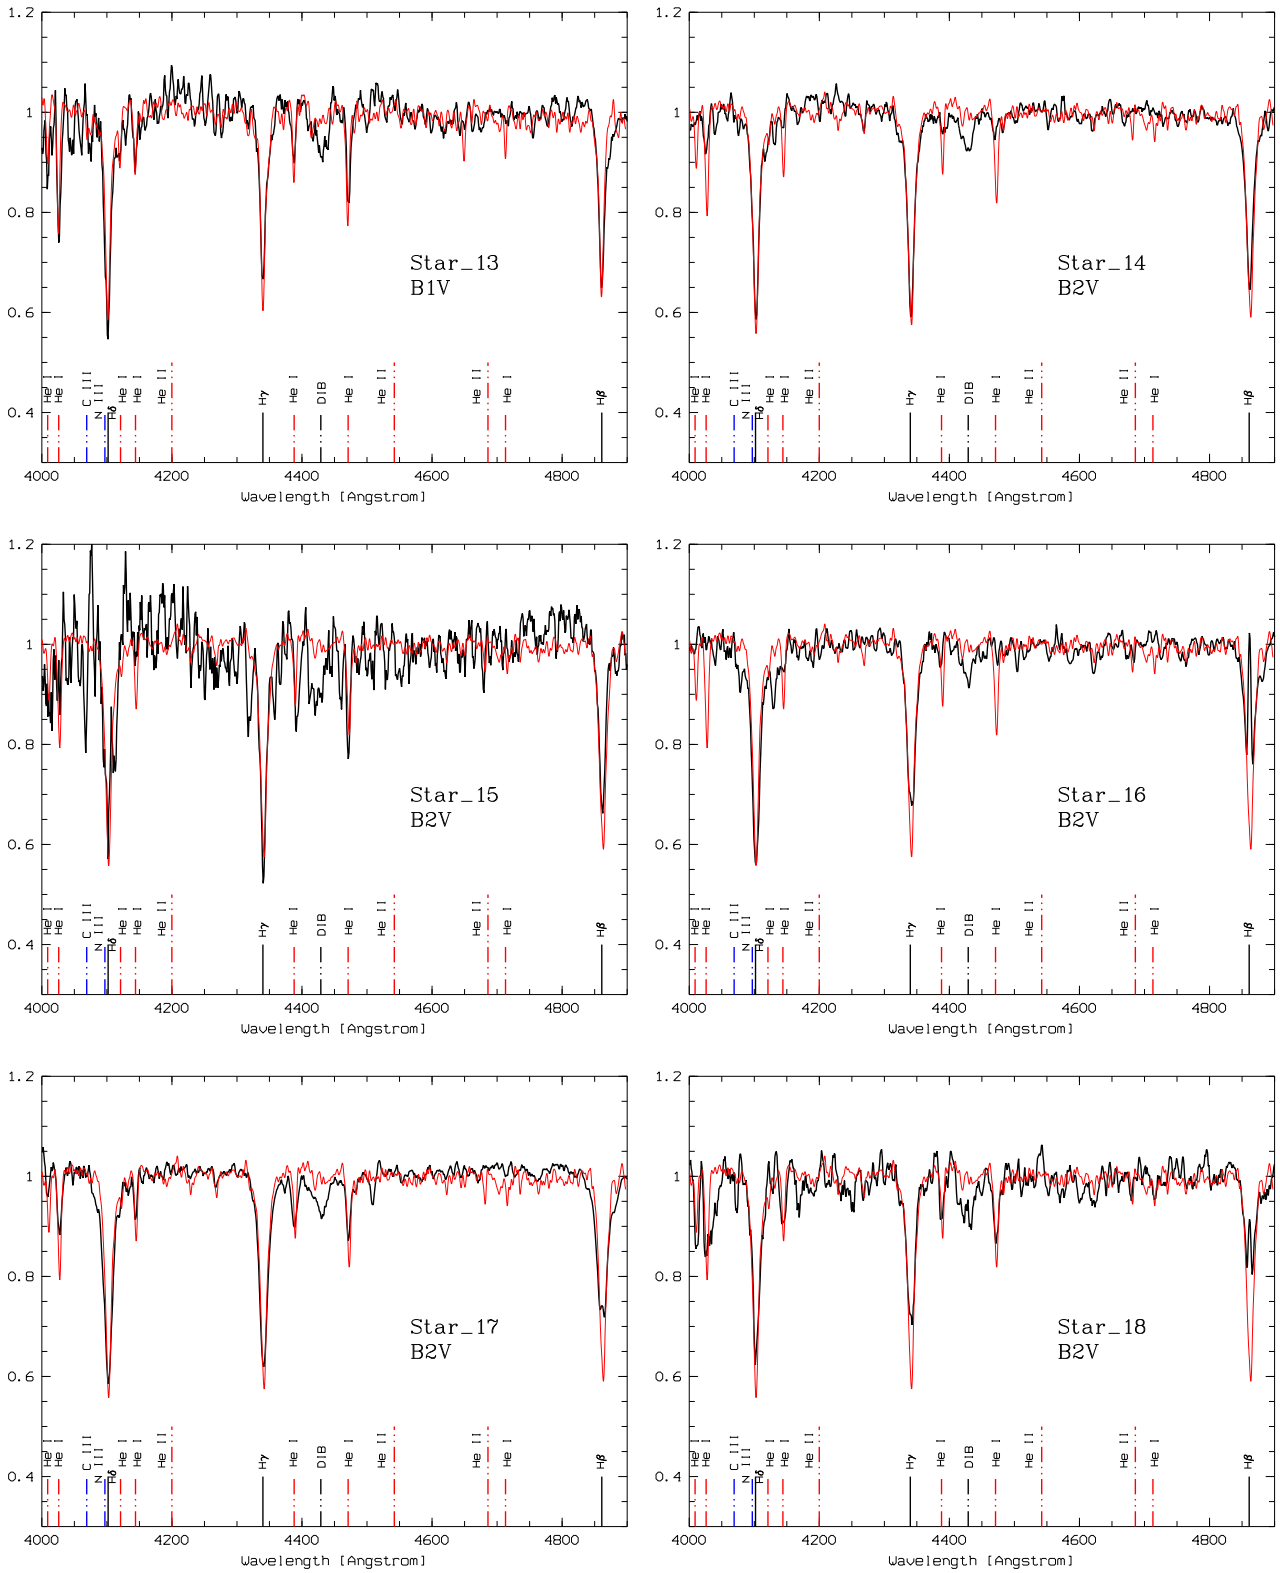 1.2
1
0.8
0.6
0.4
Star_13
B1V
He I
He I
C III
N III
Hδ
He I
He I
He II
Hγ
He I
DIB
He I
He II
He II
He I
Hβ
4000 4200 4400 4600 4800
Wavelength [Angstrom]
1.2
1
0.8
0.6
0.4
Star_14
B2V
He I
He I
C III
N III
Hδ
He I
He I
He II
Hγ
He I
DIB
He I
He II
He II
He I
Hβ
4000 4200 4400 4600 4800
Wavelength [Angstrom]
1.2
1
0.8
0.6
0.4
Star_15
B2V
He I
He I
C III
N III
Hδ
He I
He I
He II
Hγ
He I
DIB
He I
He II
He II
He I
Hβ
4000 4200 4400 4600 4800
Wavelength [Angstrom]
1.2
1
0.8
0.6
0.4
Star_16
B2V
He I
He I
C III
N III
Hδ
He I
He I
He II
Hγ
He I
DIB
He I
He II
He II
He I
Hβ
4000 4200 4400 4600 4800
Wavelength [Angstrom]
1.2
1
0.8
0.6
0.4
Star_17
B2V
He I
He I
C III
N III
Hδ
He I
He I
He II
Hγ
He I
DIB
He I
He II
He II
He I
Hβ
4000 4200 4400 4600 4800
Wavelength [Angstrom]
1.2
1
0.8
0.6
0.4
Star_18
B2V
He I
He I
C III
N III
Hδ
He I
He I
He II
Hγ
He I
DIB
He I
He II
He II
He I
Hβ
4000 4200 4400 4600 4800
Wavelength [Angstrom]